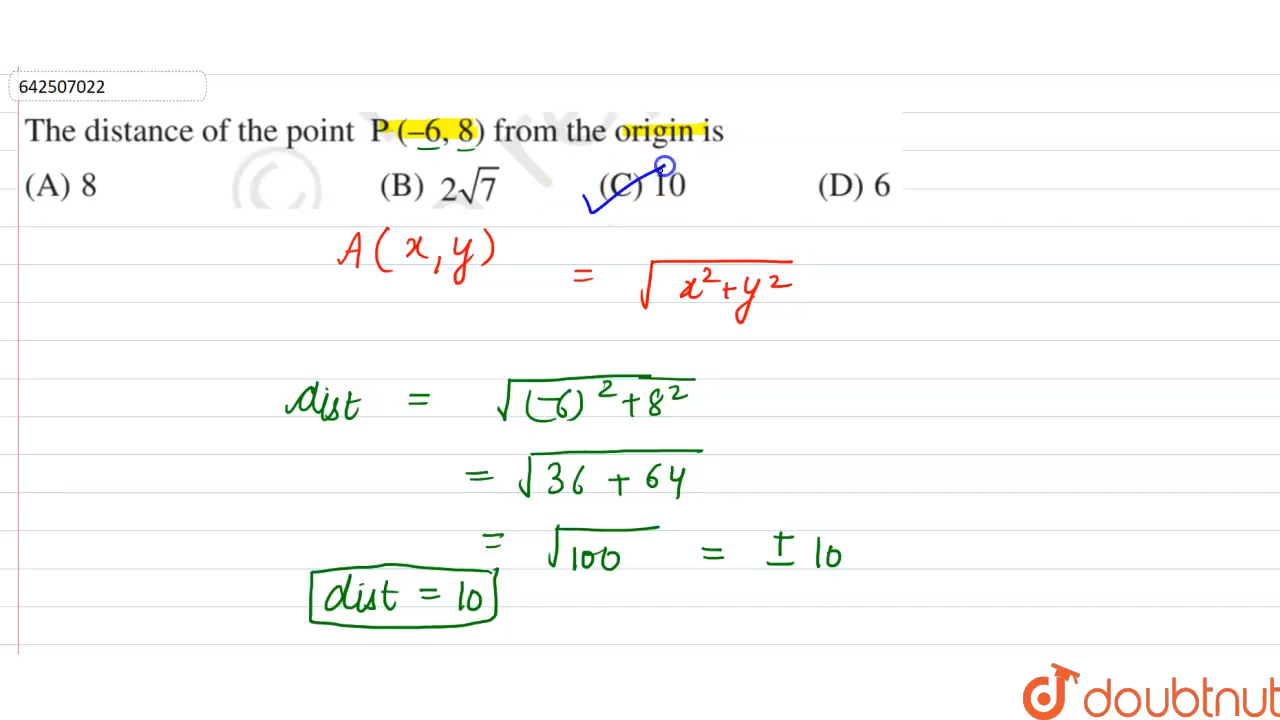 642507022
The distance of the point P (–6, 8) from the origin is
(A) 8 (B) 2√7 (C) 10 (D) 6
A(x, y) = √x²+y²
dist = √(-6)²+8²
= √36 + 64
= √100 = ± 10
dist = 10
doubtnut